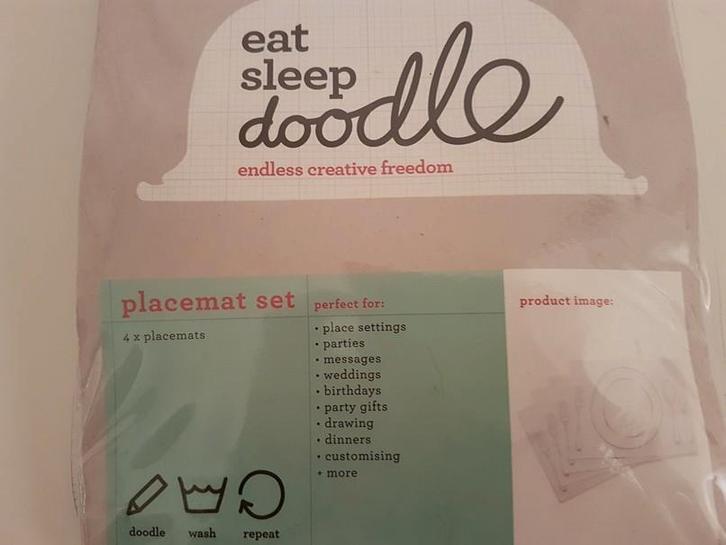 eat
sleep
doodle
endless creative freedom
placemat set
4 x placemats
perfect for:
• place settings
• parties
• messages
• weddings
• birthdays
• party gifts
• drawing
• dinners
• customising
+ more
product image:
doodle wash repeat